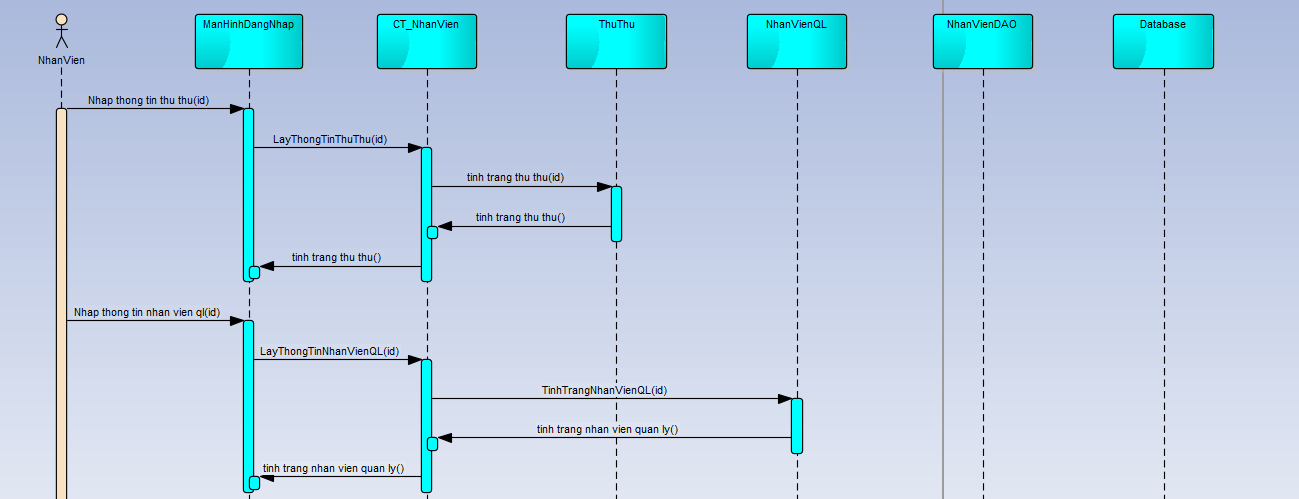 ManHinhDangNhap
CT_NhanVien
ThuThu
NhanVienQL
NhanVienDAO
Database
NhanVien
Nhap thong tin thu thu(id)
LayThongTinThuThu(id)
tinh trang thu thu(id)
tinh trang thu thu()
tinh trang thu thu()
Nhap thong tin nhan vien ql(id)
LayThongTinNhanVienQL(id)
TinhTrangNhanVienQL(id)
tinh trang nhan vien quan ly()
tinh trang nhan vien quan ly()